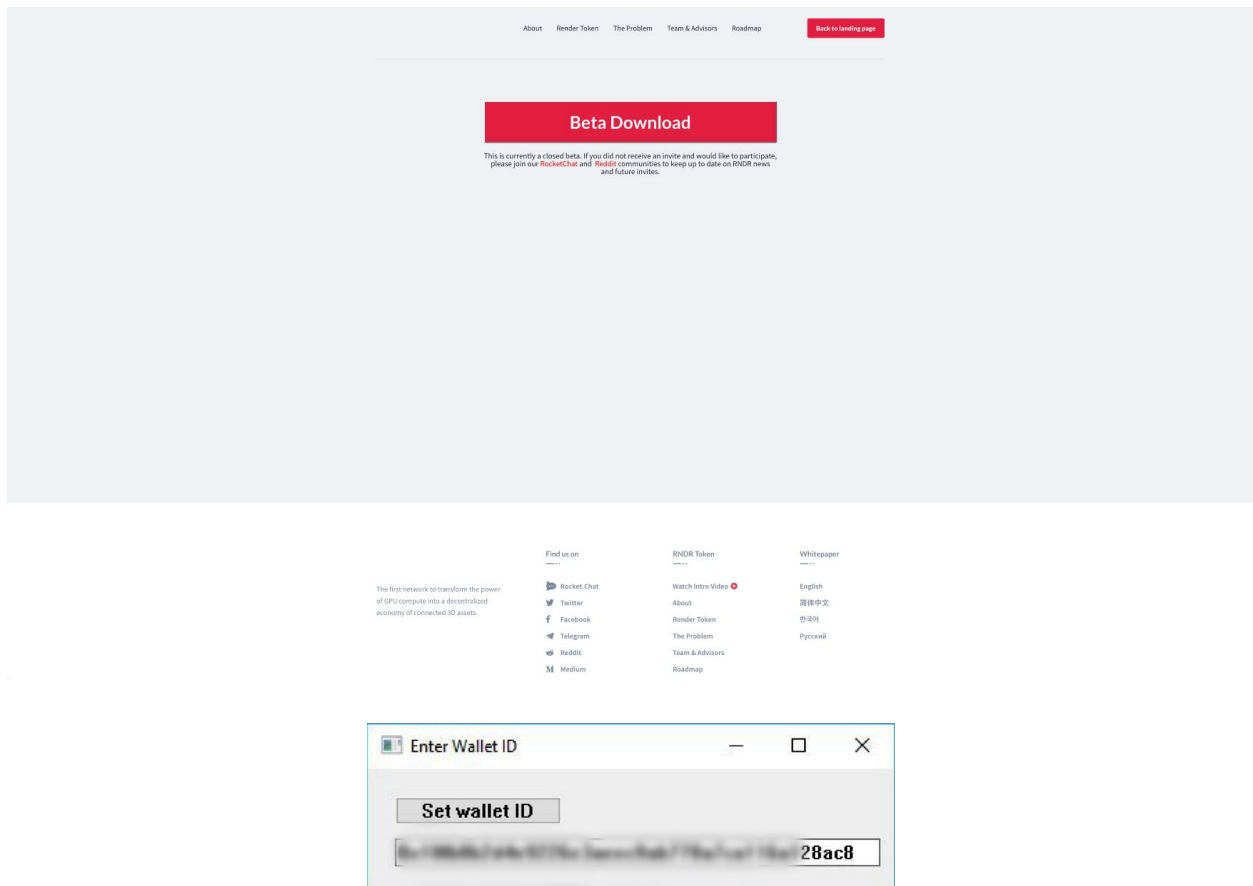 About Render Token The Problem Team & Advisors Roadmap Back to landing page
Beta Download
This is currently a closed beta. If you did not receive an invite and would like to participate,
please join our RocketChat and Reddit communities to keep up to date on RNDR news
and future invites.
The first network to transform the power
of GPU compute into a decentralized
economy of connected 3D assets.
Find us on
Rocket.Chat
Twitter
Facebook
Telegram
Reddit
Medium
RNDR Token
Watch Intro Video
About
Render Token
The Problem
Team & Advisors
Roadmap
Whitepaper
English
简体中文
한국어
Русский
Enter Wallet ID
Set wallet ID
28ac8